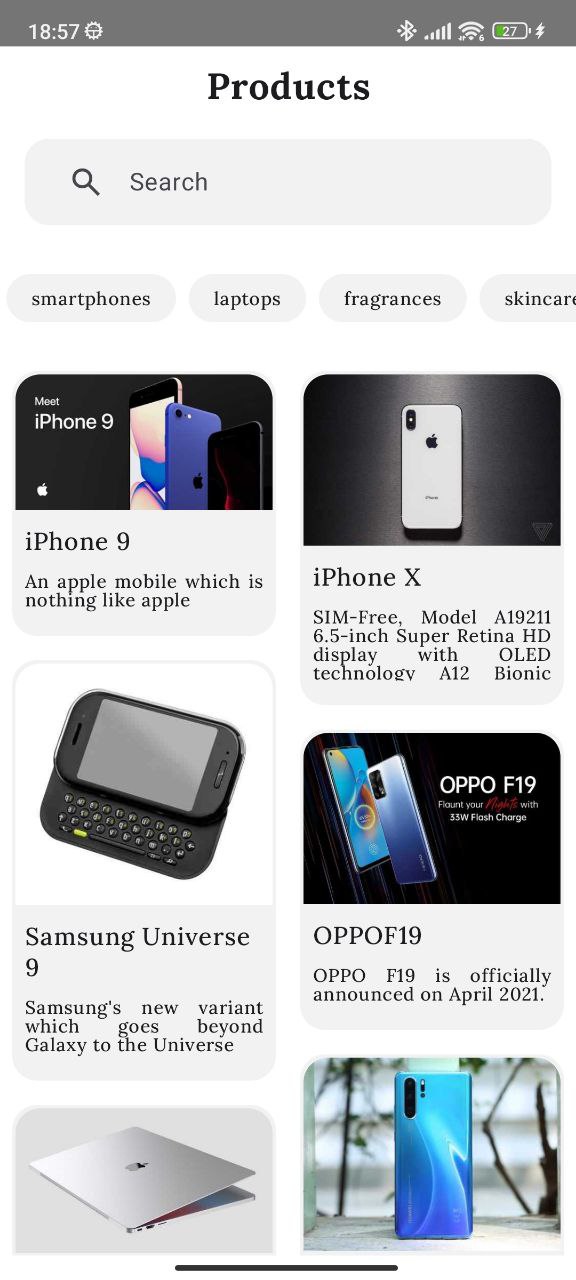 18:57
6
27
Products
Search
smartphones
laptops
fragrances
skincare
Meet
iPhone 9
iPhone 9
An apple mobile which is
nothing like apple
iPhone
iPhone X
SIM-Free, Model A19211
6.5-inch Super Retina HD
display with OLED
technology A12 Bionic
Samsung Universe
9
Samsung's new variant
which goes beyond
Galaxy to the Universe
OPPO F19
Flaunt your Nights with
33W Flash Charge
OPPOF19
OPPO F19 is officially
announced on April 2021.